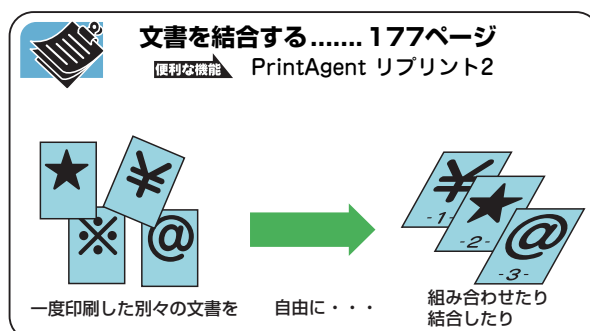 文書を結合する....... 177ページ
便利な機能 PrintAgent リプリント2
★
¥
※
@
¥
-1-
★
-2-
@
-3-
一度印刷した別々の文書を
自由に・・・
組み合わせたり
結合したり